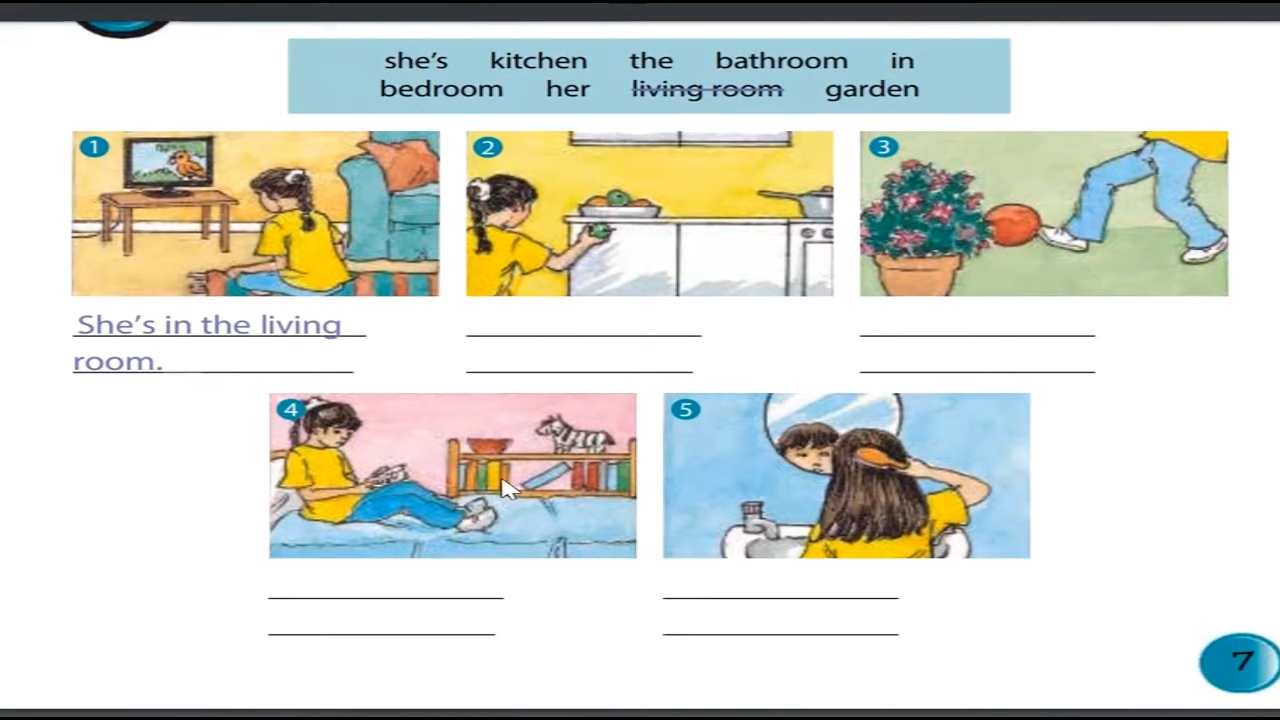 she's kitchen the bathroom in
bedroom her living room garden
1
2
3
She's in the living
room.
4
5
7